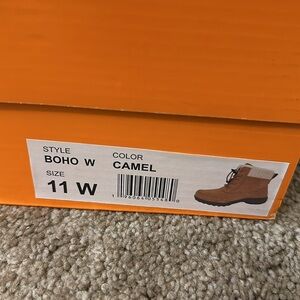 STYLE
BOHO W
COLOR
CAMEL
SIZE
11 W